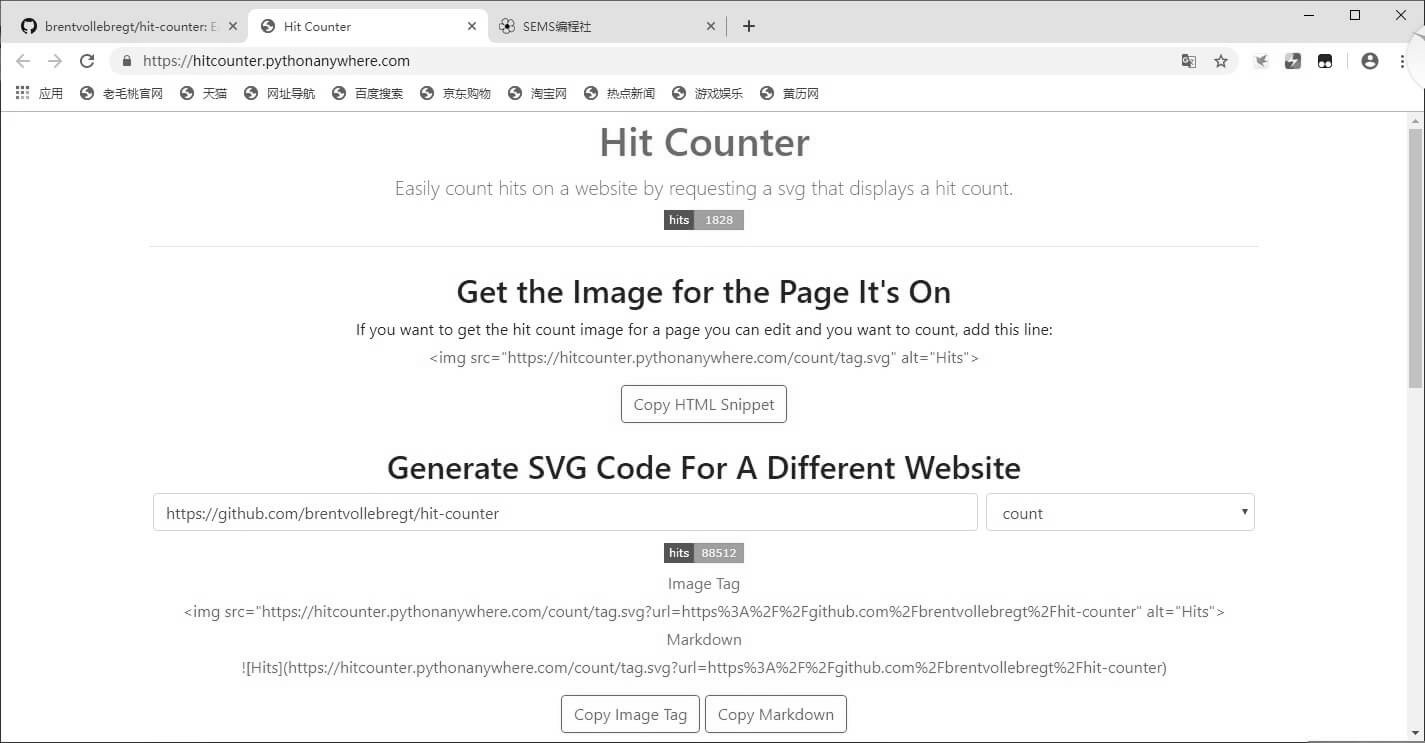 brentvollebregt/hit-counter: E
Hit Counter
SEMS编程社
https://hitcounter.pythonanywhere.com
应用 老毛桃官网 天猫 网址导航 百度搜索 京东购物 淘宝网 热点新闻 游戏娱乐 黄历网
Hit Counter
Easily count hits on a website by requesting a svg that displays a hit count.
hits 1828
Get the Image for the Page It's On
If you want to get the hit count image for a page you can edit and you want to count, add this line:
<img src="https://hitcounter.pythonanywhere.com/count/tag.svg" alt="Hits">
Copy HTML Snippet
Generate SVG Code For A Different Website
https://github.com/brentvollebregt/hit-counter count
hits 88512
Image Tag
<img src="https://hitcounter.pythonanywhere.com/count/tag.svg?url=https%3A%2F%2Fgithub.com%2Fbrentvollebregt%2Fhit-counter" alt="Hits">
Markdown
![Hits](https://hitcounter.pythonanywhere.com/count/tag.svg?url=https%3A%2F%2Fgithub.com%2Fbrentvollebregt%2Fhit-counter)
Copy Image Tag Copy Markdown